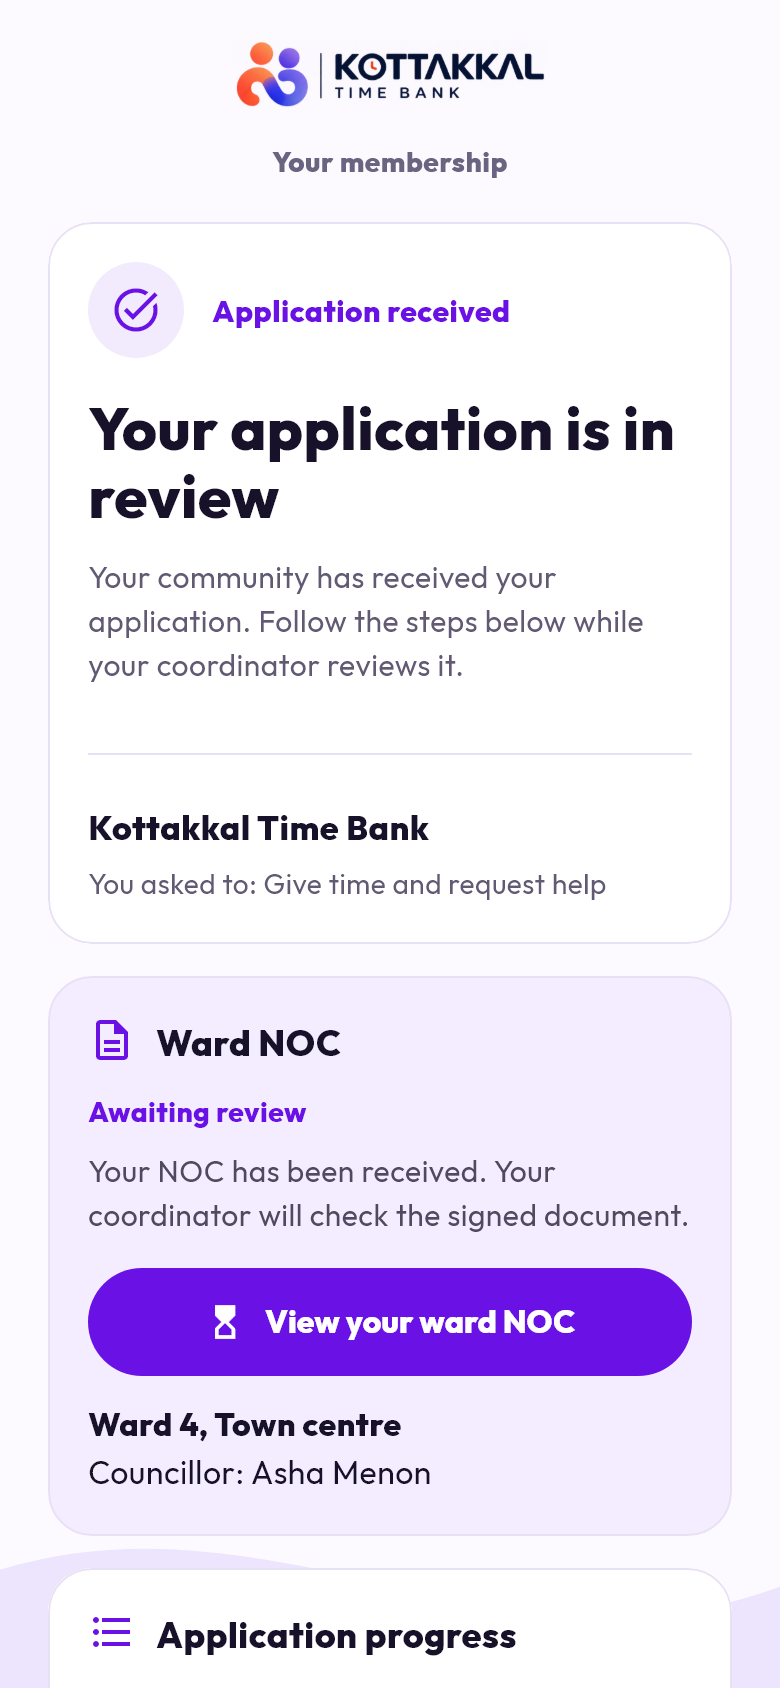 KOTTAKKAL
TIME BANK
Your membership
Application received
Your application is in
review
Your community has received your
application. Follow the steps below while
your coordinator reviews it.
Kottakkal Time Bank
You asked to: Give time and request help
Ward NOC
Awaiting review
Your NOC has been received. Your
coordinator will check the signed document.
View your ward NOC
Ward 4, Town centre
Councillor: Asha Menon
Application progress